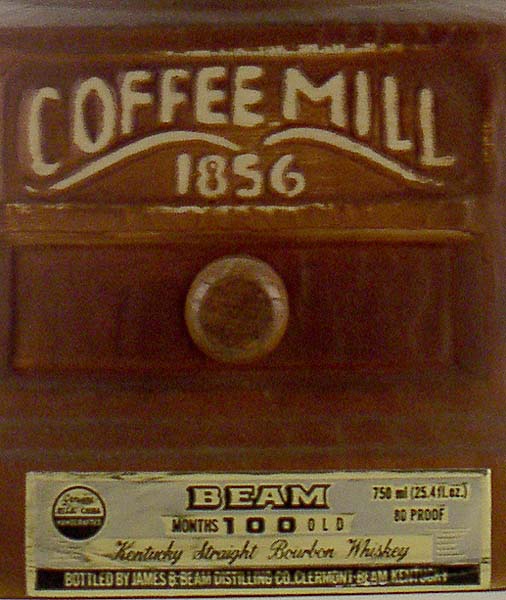 COFFEE MILL
1856
BEAM
750 ml (25.4 fl.oz.)
MONTHS 100 OLD
80 PROOF
Kentucky Straight Bourbon Whiskey
BOTTLED BY JAMES B. BEAM DISTILLING CO. CLERMONT-BEAM KENTUCKY